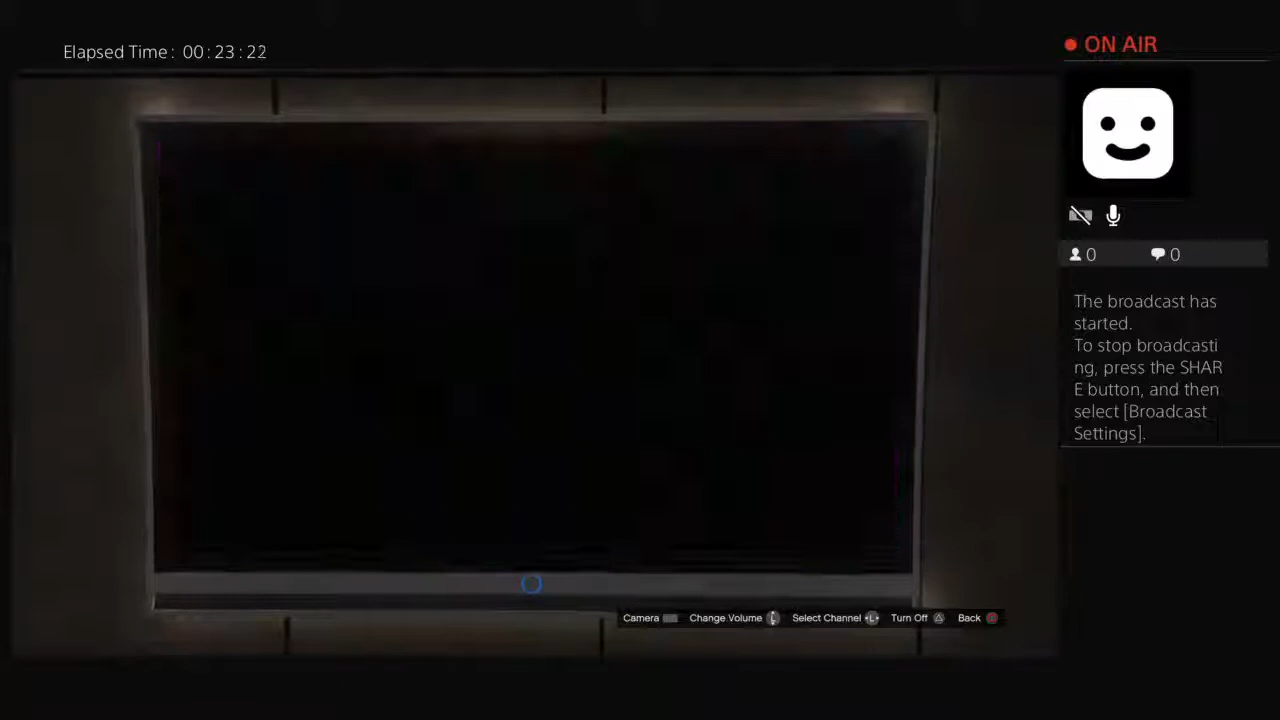 Elapsed Time: 00:23:22
ON AIR
0 0
The broadcast has
started.
To stop broadcasti
ng, press the SHAR
E button, and then
select [Broadcast
Settings].
Camera Change Volume L Select Channel L Turn Off Back